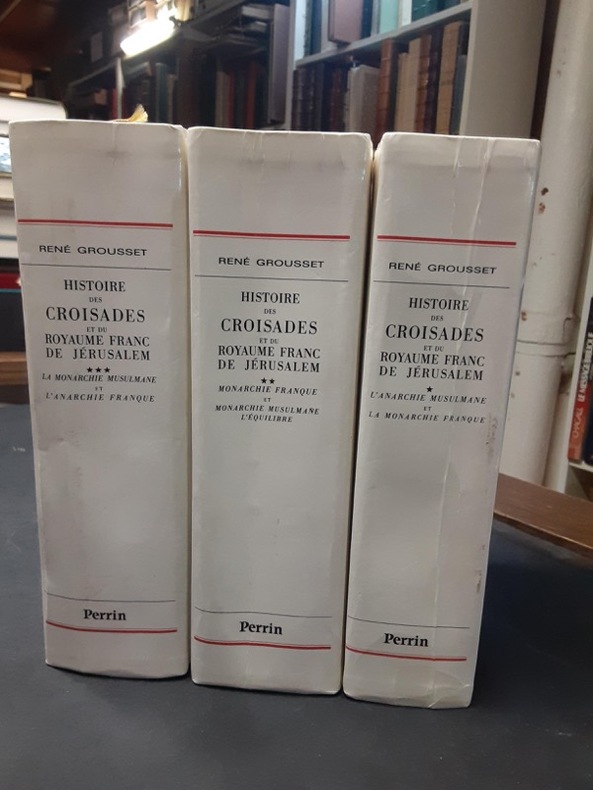 RENÉ GROUSSET
HISTOIRE
DES
CROISADES
ET DU
ROYAUME FRANC
DE JÉRUSALEM
★★★
LA MONARCHIE MUSULMANE
ET
L'ANARCHIE FRANQUE
Perrin
RENÉ GROUSSET
HISTOIRE
DES
CROISADES
ET DU
ROYAUME FRANC
DE JÉRUSALEM
★★
MONARCHIE FRANQUE
ET
MONARCHIE MUSULMANE
L'ÉQUILIBRE
Perrin
RENÉ GROUSSET
HISTOIRE
DES
CROISADES
ET DU
ROYAUME FRANC
DE JÉRUSALEM
★
L'ANARCHIE MUSULMANE
ET
LA MONARCHIE FRANQUE
Perrin